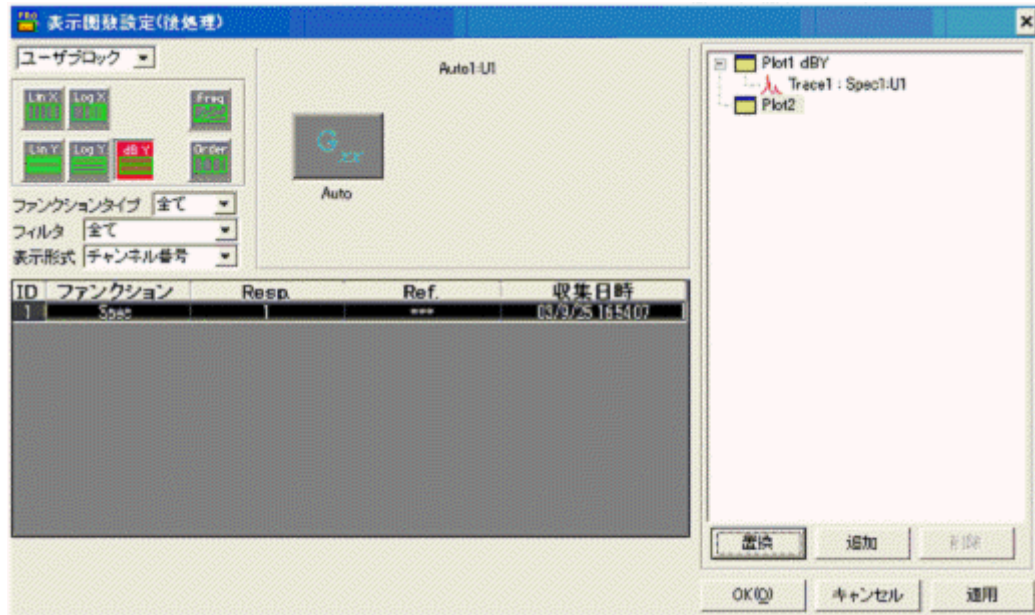 表示関数設定(後処理)
ユーザブロック
Lin X Log X Freq
Lin Y Log Y dB Y Order
ファンクションタイプ 全て
フィルタ 全て
表示形式 チャンネル番号
Auto1:U1
Gxx
Auto
ID ファンクション Resp. Ref. 収集日時
1 Spec 1 *** 03/9/25 16:54:07
Plot1 dBY
Trace1 : Spec1:U1
Plot2
置換 追加 削除
OK(O) キャンセル 適用